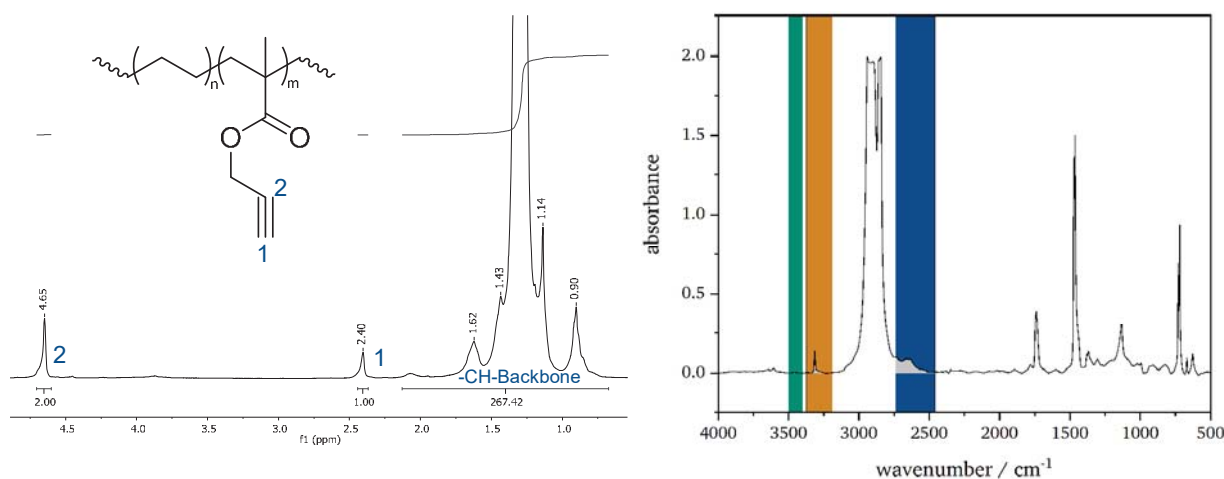 n
m
O
O
2
1
4.65
2
2.40
1
1.62
1.43
1.14
0.90
-CH-Backbone
2.00
1.00
267.42
4.5
4.0
3.5
3.0
2.5
2.0
1.5
1.0
f1 (ppm)
absorbance
2.0
1.5
1.0
0.5
0.0
4000 3500 3000 2500 2000 1500 1000 500
wavenumber / cm⁻¹